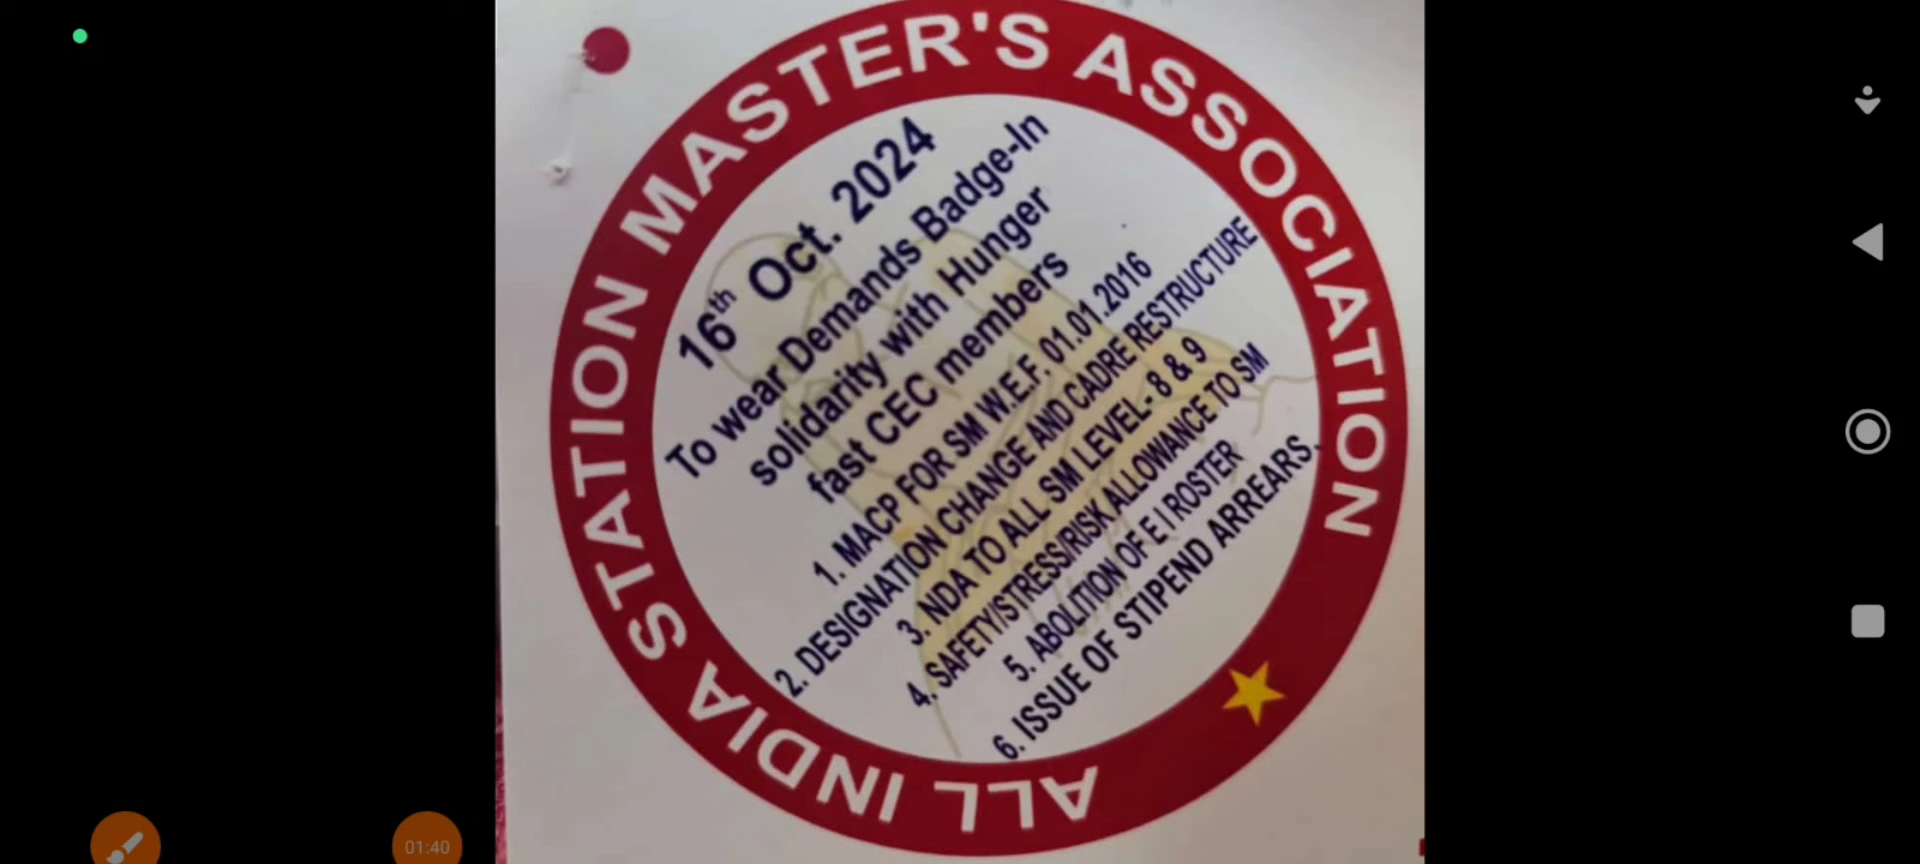 ALL INDIA STATION MASTER'S ASSOCIATION
16th Oct. 2024
To wear Demands Badge-In
solidarity with Hunger
fast CEC members
1. MACP FOR SM W.E.F. 01.01.2016
2. DESIGNATION CHANGE AND CADRE RESTRUCTURE
3. NDA TO ALL SM LEVEL- 8 & 9
4. SAFETY/STRESS/RISK ALLOWANCE TO SM
5. ABOLITION OF E I ROSTER
6. ISSUE OF STIPEND ARREARS.
01:40